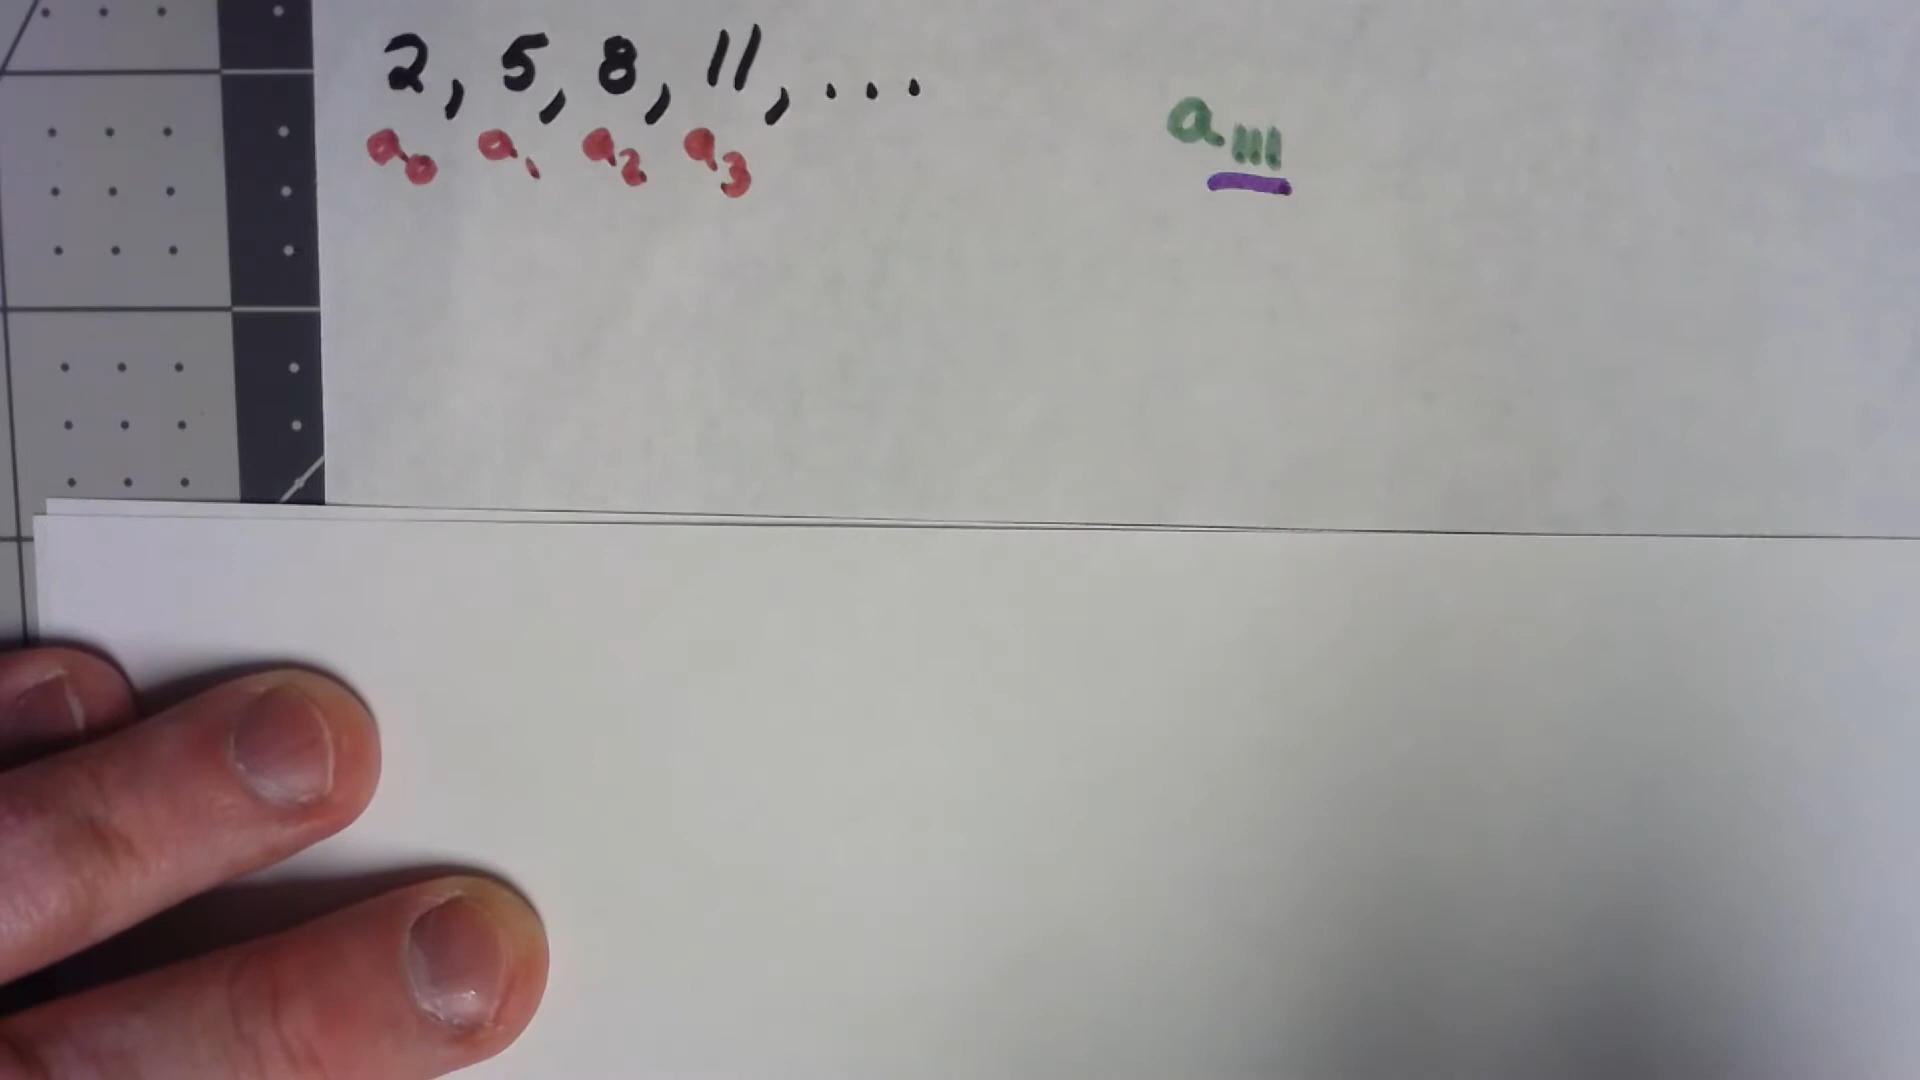 2, 5, 8, 11, ...
a₀ a₁ a₂ a₃
a₁₁₁